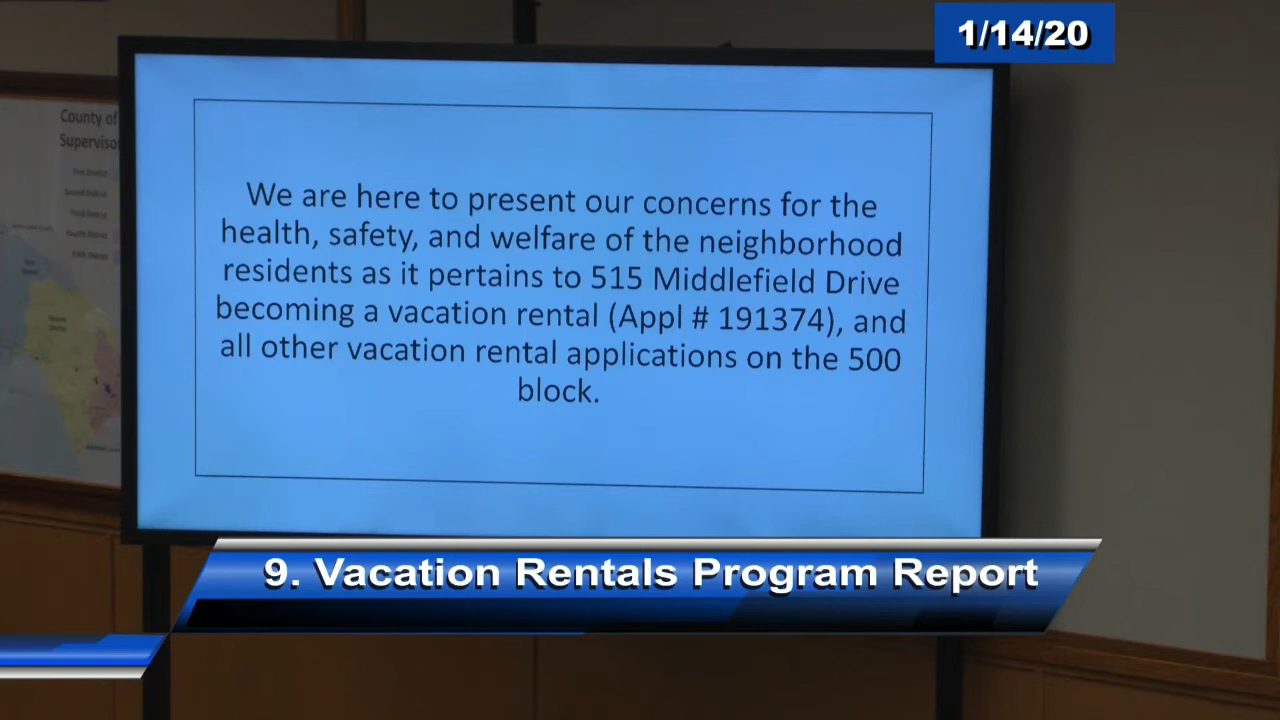 1/14/20
County of
Superviso
We are here to present our concerns for the
health, safety, and welfare of the neighborhood
residents as it pertains to 515 Middlefield Drive
becoming a vacation rental (Appl # 191374), and
all other vacation rental applications on the 500
block.
9. Vacation Rentals Program Report